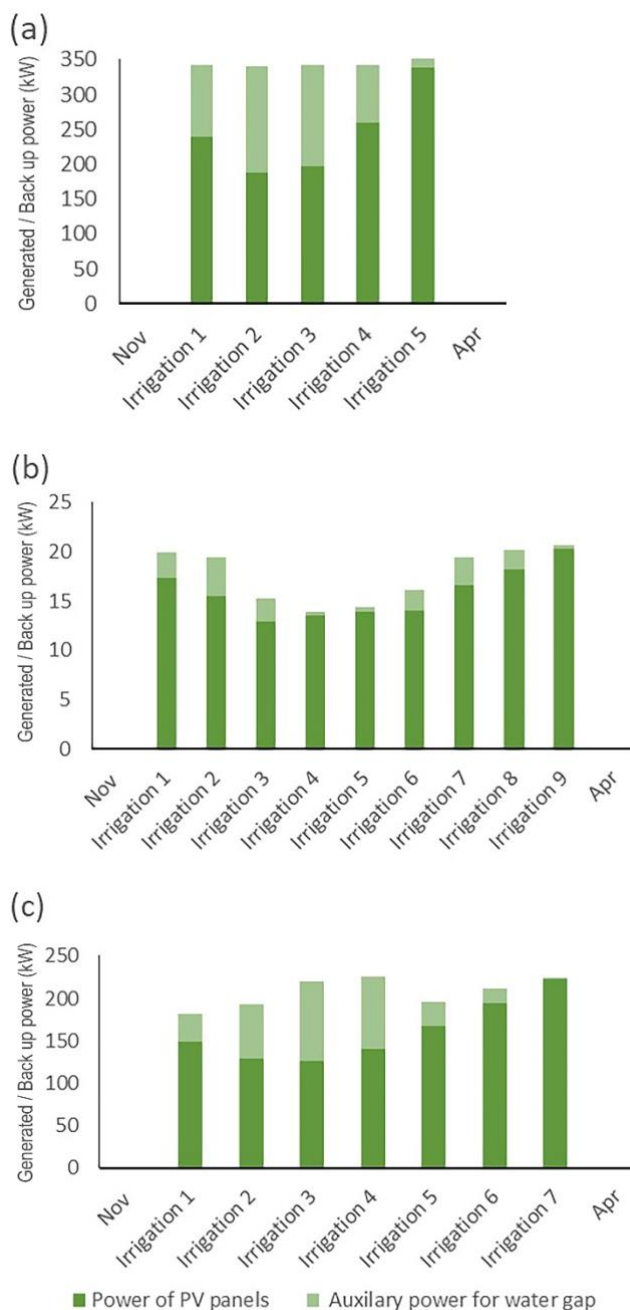 (a)
Generated / Back up power (kW)
350
300
250
200
150
100
50
0
Nov
Irrigation 1
Irrigation 2
Irrigation 3
Irrigation 4
Irrigation 5
Apr
(b)
Generated / Back up power (kW)
25
20
15
10
5
0
Nov
Irrigation 1
Irrigation 2
Irrigation 3
Irrigation 4
Irrigation 5
Irrigation 6
Irrigation 7
Irrigation 8
Irrigation 9
Apr
(c)
Generated / Back up power (kW)
250
200
150
100
50
0
Nov
Irrigation 1
Irrigation 2
Irrigation 3
Irrigation 4
Irrigation 5
Irrigation 6
Irrigation 7
Apr
Power of PV panels
Auxilary power for water gap